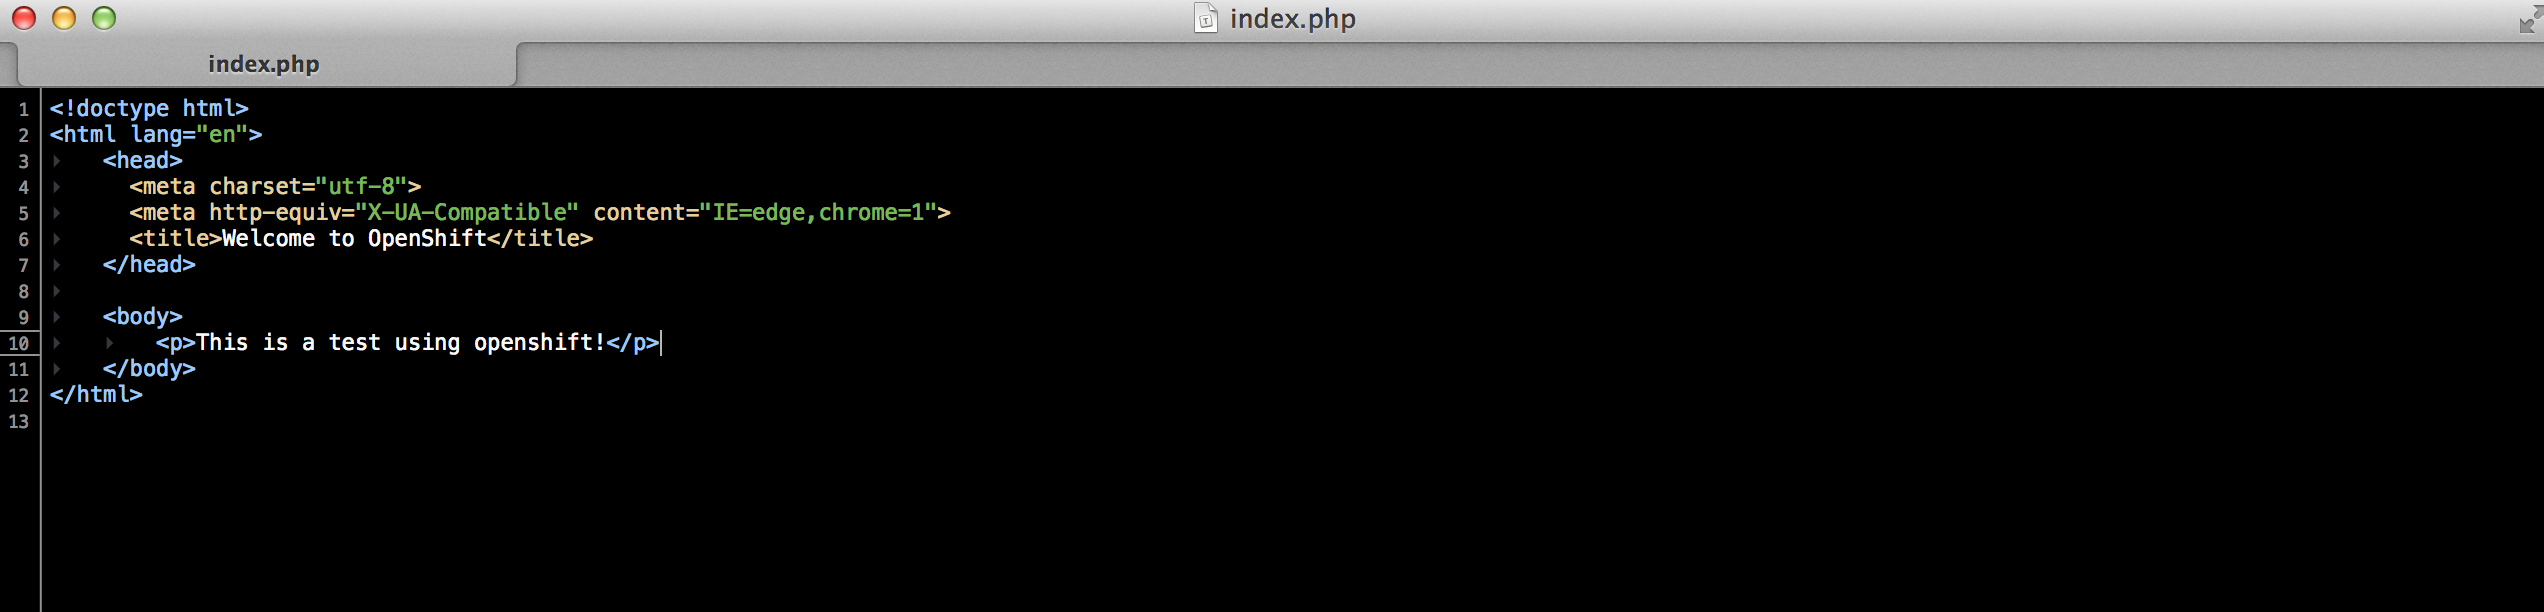 index.php
index.php
1 <!doctype html>
2 <html lang="en">
3 <head>
4 <meta charset="utf-8">
5 <meta http-equiv="X-UA-Compatible" content="IE=edge,chrome=1">
6 <title>Welcome to OpenShift</title>
7 </head>
8
9 <body>
10 <p>This is a test using openshift!</p>
11 </body>
12 </html>
13